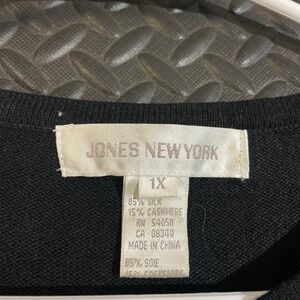 JONES NEW YORK
1X
85% SILK
15% CASHMERE
RN 54050
CA 08349
MADE IN CHINA
85% SOIE